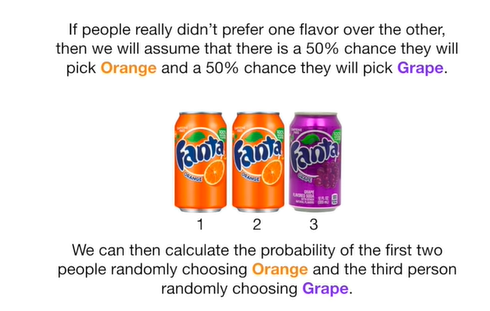 If people really didn't prefer one flavor over the other,
then we will assume that there is a 50% chance they will
pick Orange and a 50% chance they will pick Grape.
Fanta Fanta Fanta
ORANGE ORANGE GRAPE
1 2 3
We can then calculate the probability of the first two
people randomly choosing Orange and the third person
randomly choosing Grape.